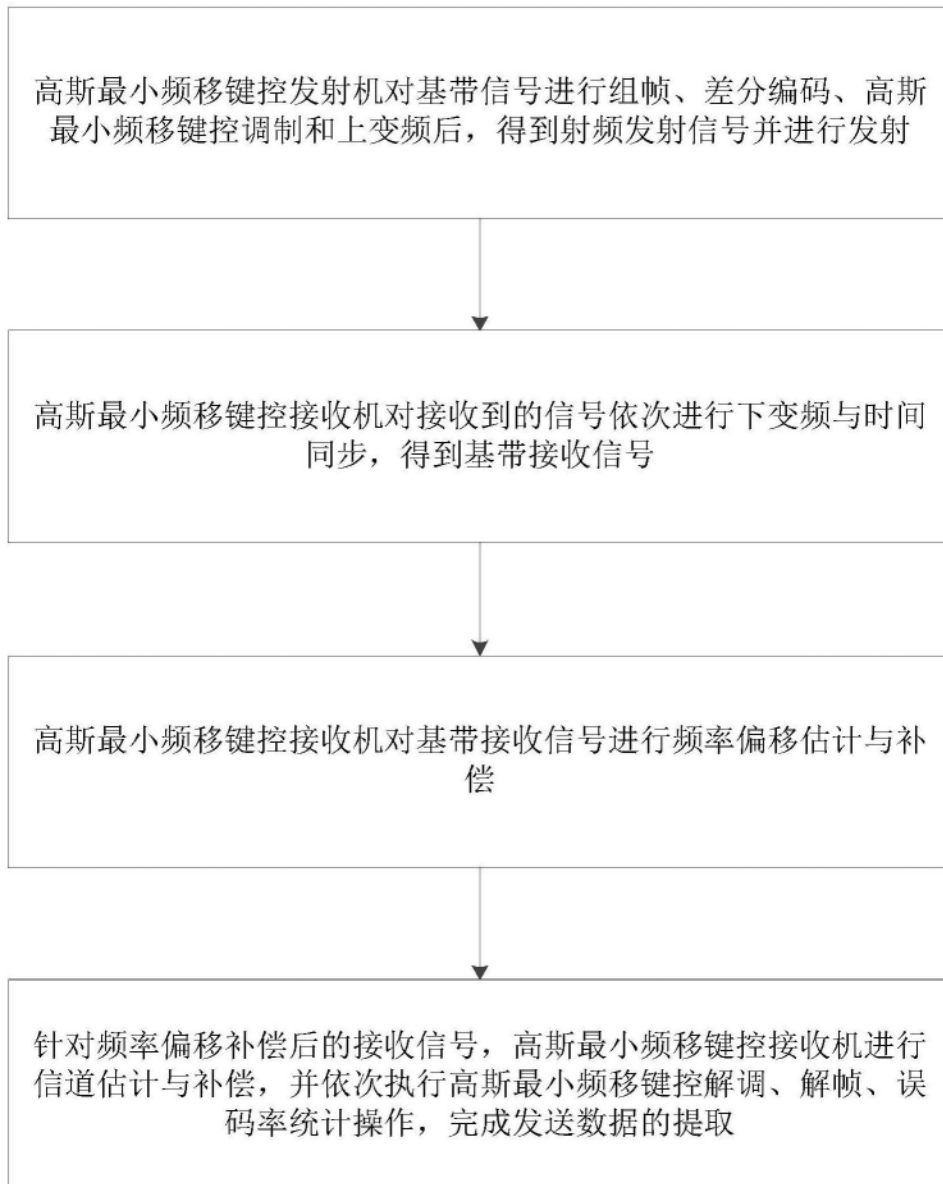 高斯最小频移键控发射机对基带信号进行组帧、差分编码、高斯
最小频移键控调制和上变频后，得到射频发射信号并进行发射
高斯最小频移键控接收机对接收到的信号依次进行下变频与时间
同步，得到基带接收信号
高斯最小频移键控接收机对基带接收信号进行频率偏移估计与补
偿
针对频率偏移补偿后的接收信号，高斯最小频移键控接收机进行
信道估计与补偿，并依次执行高斯最小频移键控解调、解帧、误
码率统计操作，完成发送数据的提取